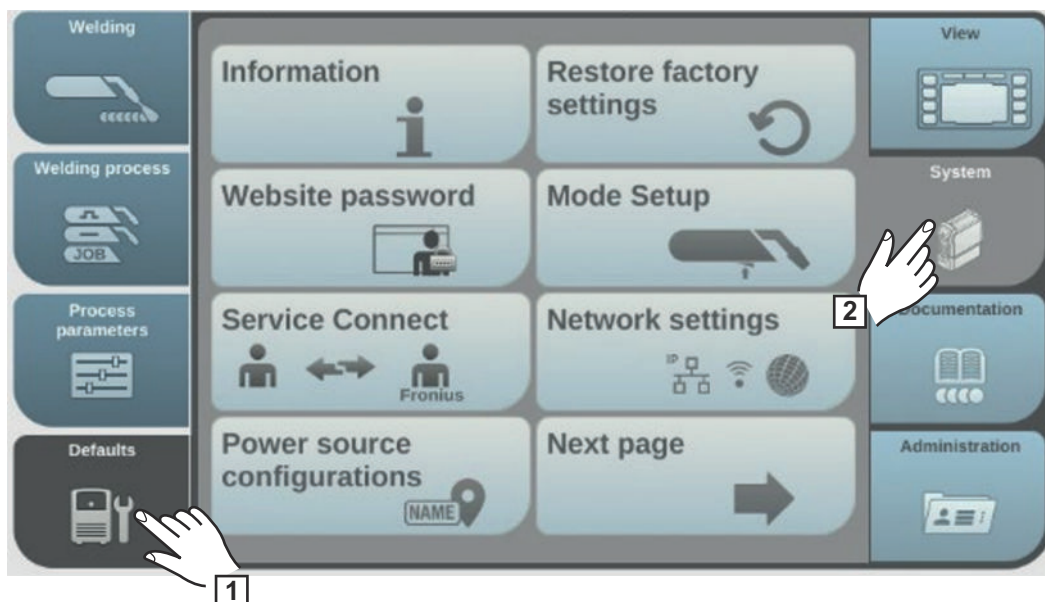 Welding
Welding process
JOB
Process
parameters
Defaults
1
Information
Restore factory
settings
Website password
Mode Setup
Service Connect
Fronius
Network settings
IP
Power source
configurations
NAME
Next page
View
System
2
Documentation
Administration